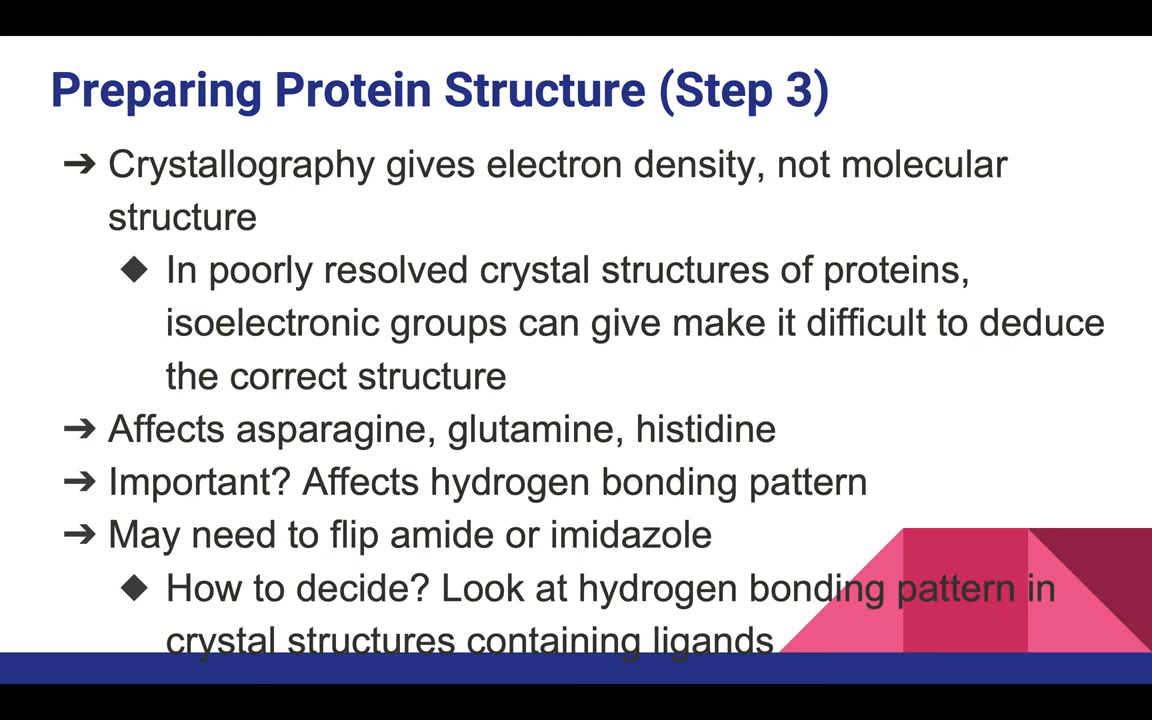 Preparing Protein Structure (Step 3)
➔ Crystallography gives electron density, not molecular
structure
◆ In poorly resolved crystal structures of proteins,
isoelectronic groups can give make it difficult to deduce
the correct structure
➔ Affects asparagine, glutamine, histidine
➔ Important? Affects hydrogen bonding pattern
➔ May need to flip amide or imidazole
◆ How to decide? Look at hydrogen bonding pattern in
crystal structures containing ligands